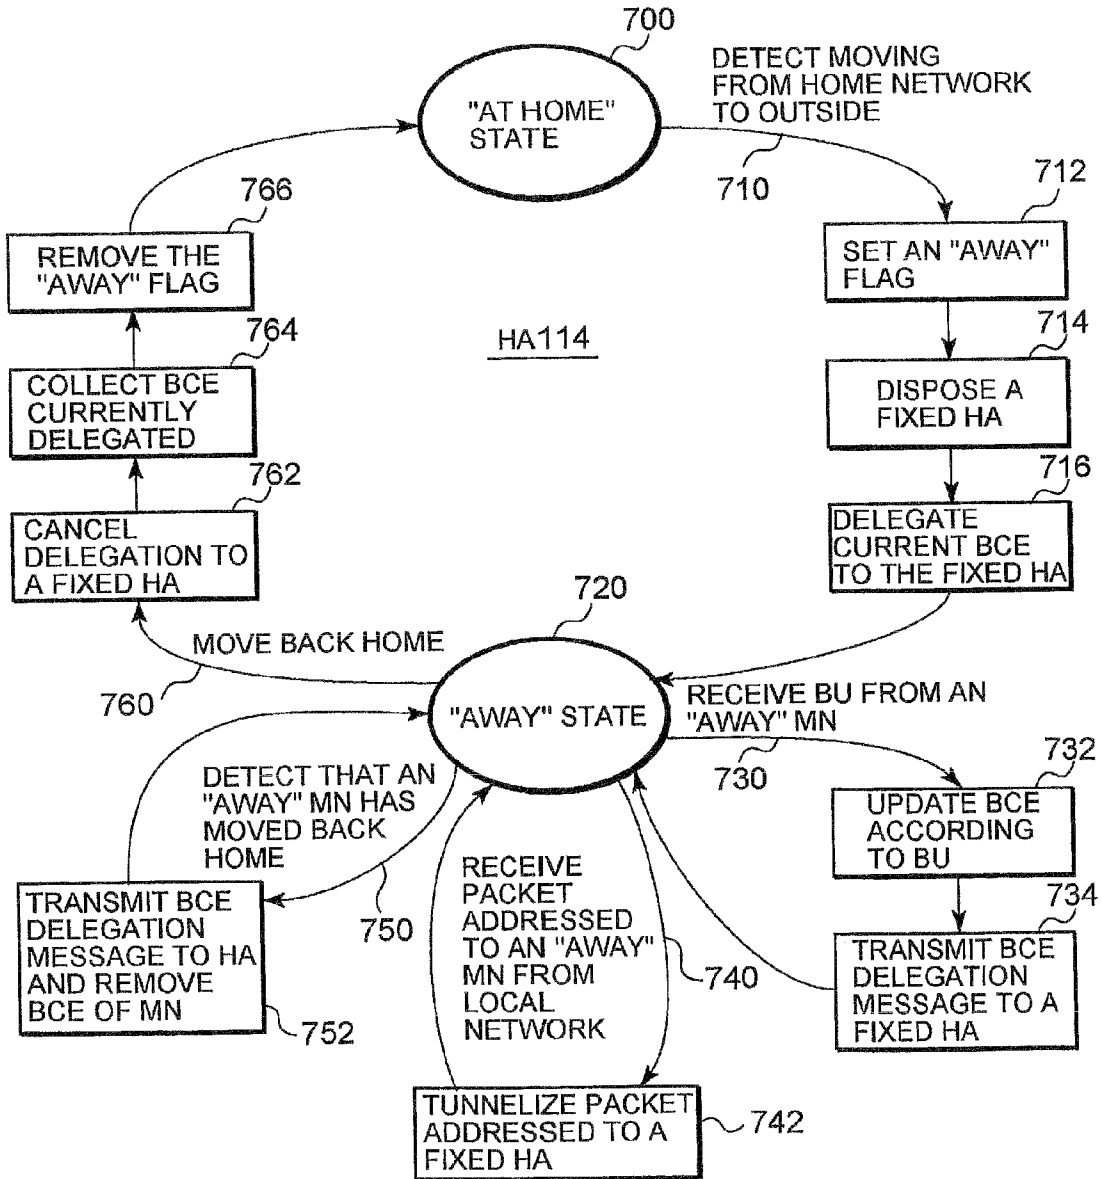 700
"AT HOME"
STATE
DETECT MOVING
FROM HOME NETWORK
TO OUTSIDE
710
712
SET AN "AWAY"
FLAG
714
DISPOSE A
FIXED HA
716
DELEGATE
CURRENT BCE
TO THE FIXED HA
766
REMOVE THE
"AWAY" FLAG
764
COLLECT BCE
CURRENTLY
DELEGATED
762
CANCEL
DELEGATION TO
A FIXED HA
HA114
MOVE BACK HOME
760
720
"AWAY" STATE
RECEIVE BU FROM AN
"AWAY" MN
730
732
UPDATE BCE
ACCORDING
TO BU
734
TRANSMIT BCE
DELEGATION
MESSAGE TO A
FIXED HA
DETECT THAT AN
"AWAY" MN HAS
MOVED BACK
HOME
750
TRANSMIT BCE
DELEGATION
MESSAGE TO HA
AND REMOVE
BCE OF MN
752
RECEIVE
PACKET
ADDRESSED
TO AN "AWAY"
MN FROM
LOCAL
NETWORK
740
TUNNELIZE PACKET
ADDRESSED TO A
FIXED HA
742